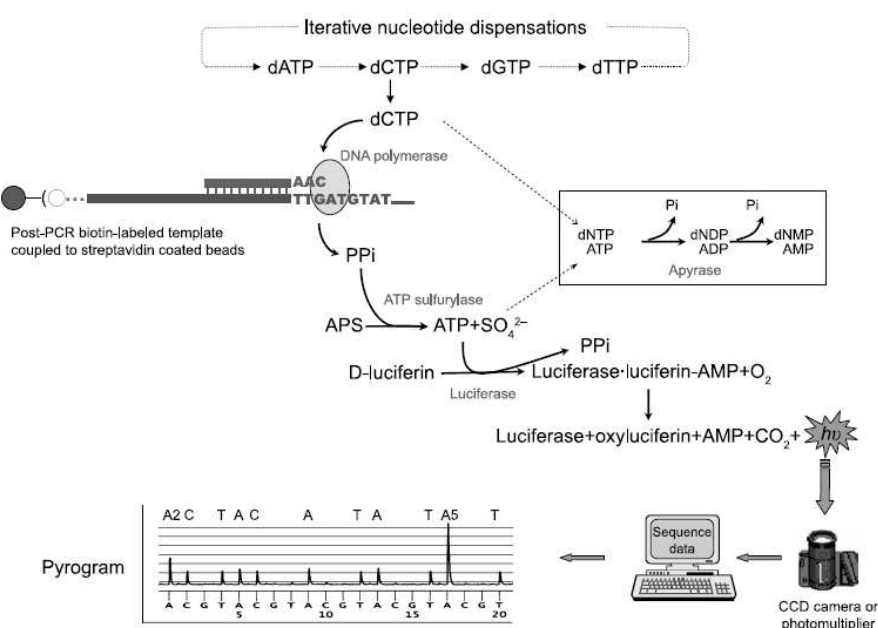 Iterative nucleotide dispensations
dATP dCTP dGTP dTTP
dCTP
DNA polymerase
AAC
TTGATGTAT
Post-PCR biotin-labeled template
coupled to streptavidin coated beads
PPi
ATP sulfurylase
APS ATP+SO₄²⁻
Pi Pi
dNTP dNDP dNMP
ATP ADP AMP
Apyrase
PPi
D-luciferin Luciferase·luciferin-AMP+O₂
Luciferase
Luciferase+oxyluciferin+AMP+CO₂+ hυ
A2 C T A C A T A T A5 T
Pyrogram
A C G T A C G T A C G T A C G T A C G T
5 10 15 20
Sequence
data
CCD camera or
photomultiplier